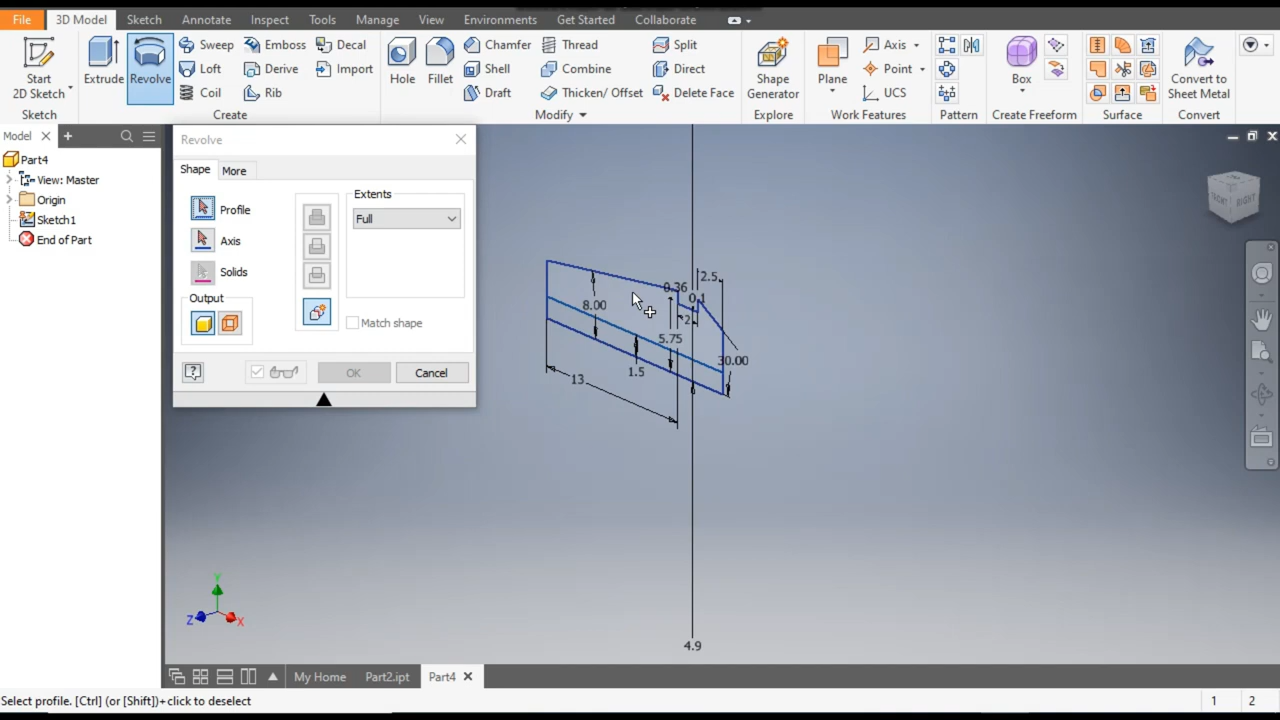 File 3D Model Sketch Annotate Inspect Tools Manage View Environments Get Started Collaborate
Start 2D Sketch Extrude Revolve Sweep Emboss Decal Hole Fillet Chamfer Thread Split Shape Generator Plane Axis Box Convert to Sheet Metal
Loft Derive Import Shell Combine Direct Point
Coil Rib Draft Thicken/ Offset Delete Face UCS
Sketch Create Modify Explore Work Features Pattern Create Freeform Surface Convert
Model
Part4
View: Master
Origin
Sketch1
End of Part
Revolve
Shape More
Profile
Axis
Solids
Output
Extents
Full
Match shape
OK Cancel
FRONT RIGHT
2.5
0.36
0.1
8.00
2
5.75
30.00
1.5
13
4.9
Y
Z
X
My Home Part2.ipt Part4
Select profile. [Ctrl] (or [Shift])+click to deselect
1 2